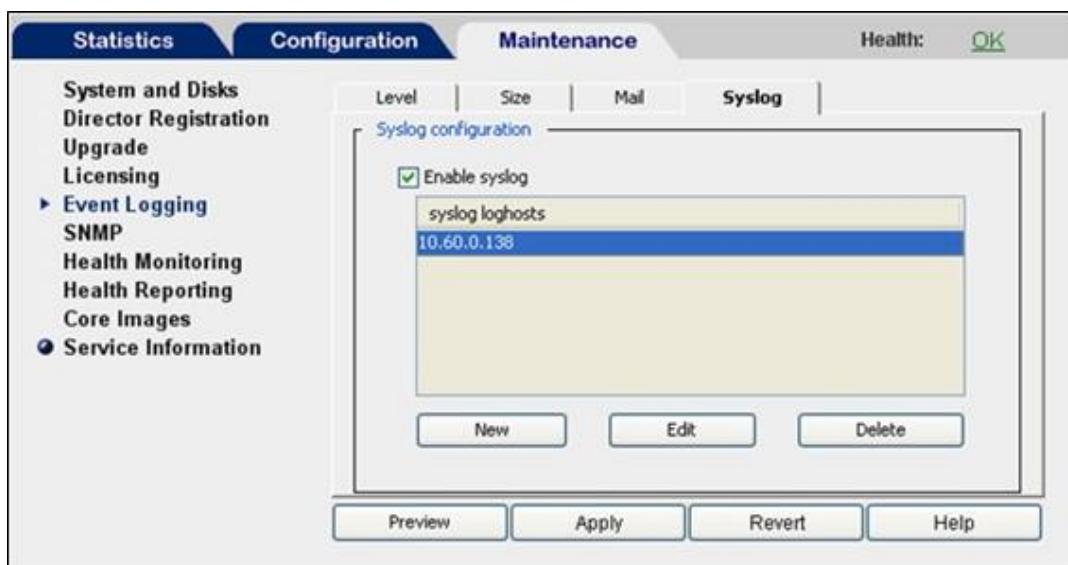 Statistics Configuration Maintenance Health: OK
System and Disks
Director Registration
Upgrade
Licensing
Event Logging
SNMP
Health Monitoring
Health Reporting
Core Images
Service Information
Level Size Mail Syslog
Syslog configuration
Enable syslog
syslog loghosts
10.60.0.138
New Edit Delete
Preview Apply Revert Help